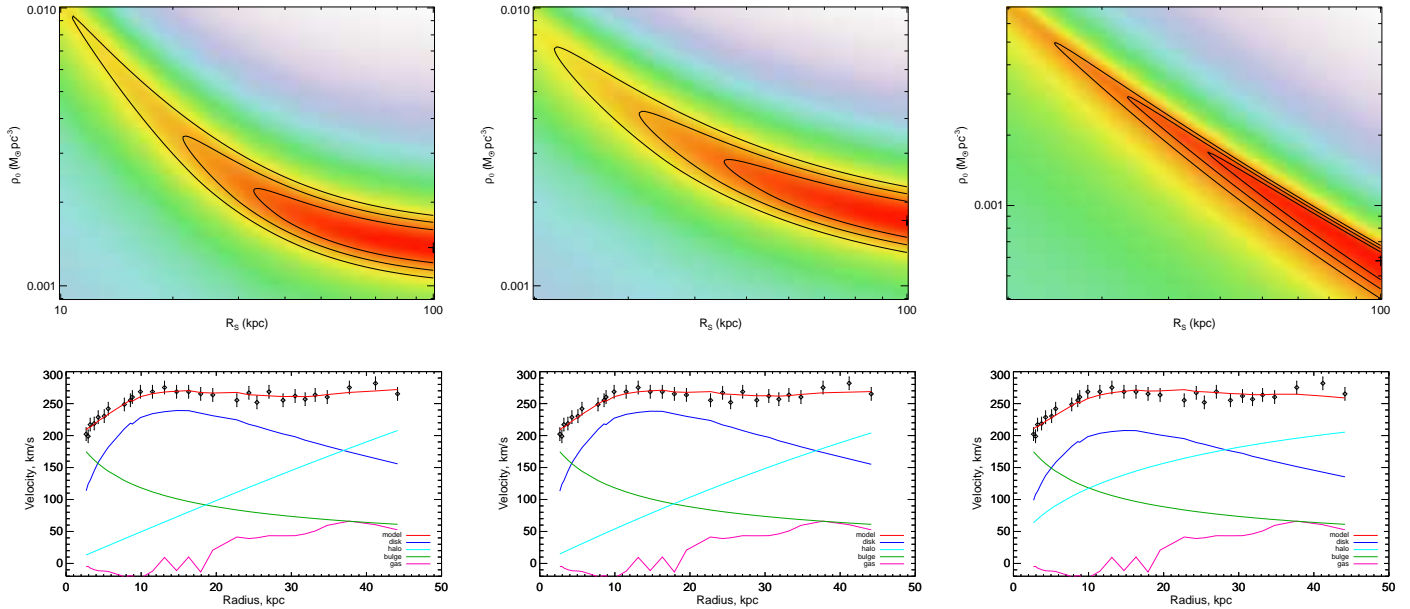 0.010
ρ₀ (M⊙pc⁻³)
0.001
10
100
R_S (kpc)
0.010
ρ₀ (M⊙pc⁻³)
0.001
100
R_S (kpc)
ρ₀ (M⊙pc⁻³)
0.001
100
R_S (kpc)
300
250
200
150
100
50
0
Velocity, km/s
model
disk
halo
bulge
gas
0 10 20 30 40 50
Radius, kpc
300
250
200
150
100
50
0
Velocity, km/s
model
disk
halo
bulge
gas
0 10 20 30 40 50
Radius, kpc
300
250
200
150
100
50
0
Velocity, km/s
model
disk
halo
bulge
gas
0 10 20 30 40 50
Radius, kpc